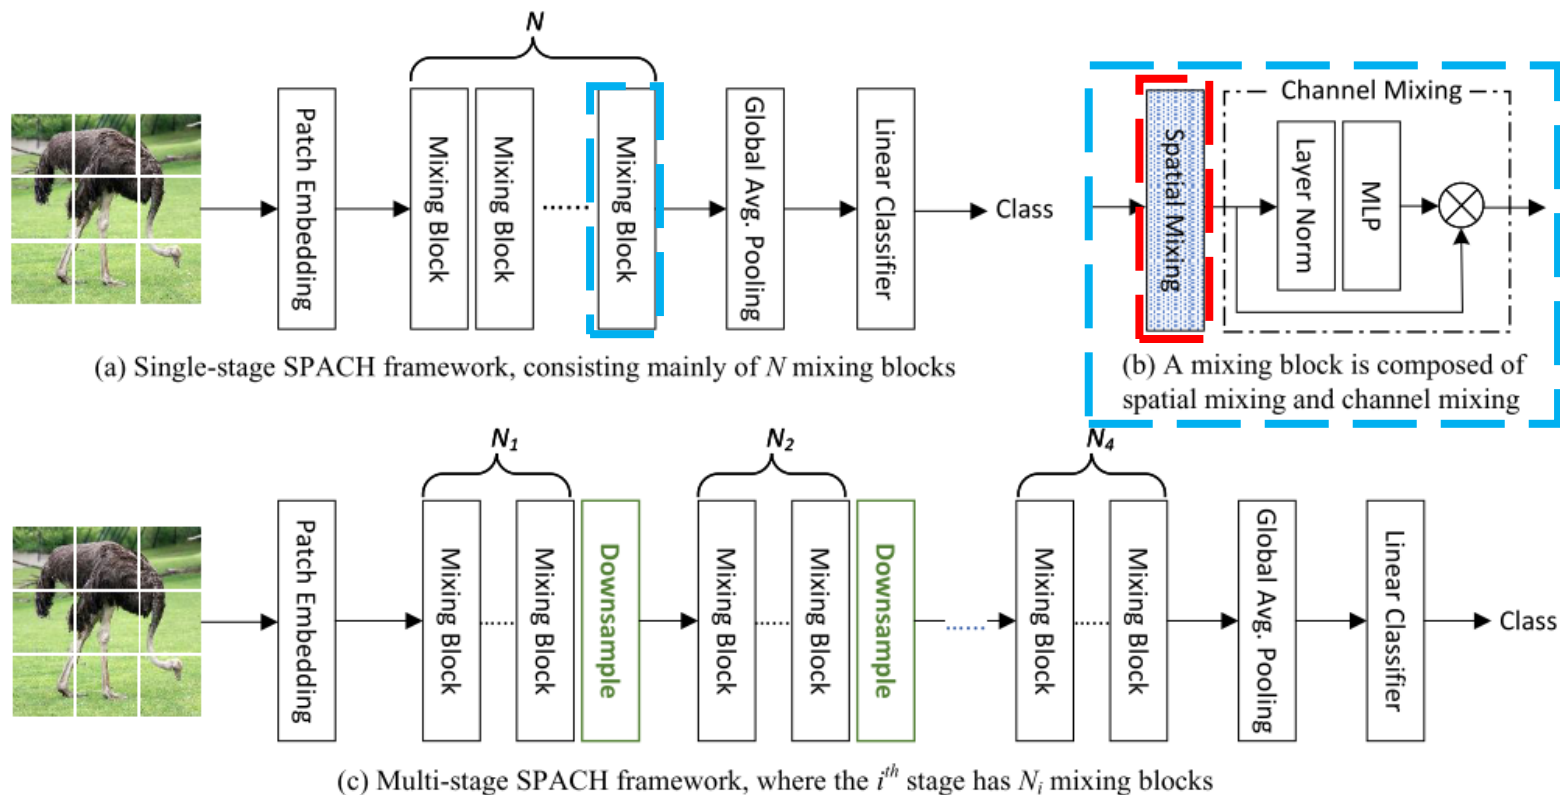 N
Patch Embedding
Mixing Block
Mixing Block
......
Mixing Block
Global Avg. Pooling
Linear Classifier
Class
(a) Single-stage SPACH framework, consisting mainly of N mixing blocks
Spatial Mixing
Channel Mixing
Layer Norm
MLP
(b) A mixing block is composed of
spatial mixing and channel mixing
N1
N2
N4
Patch Embedding
Mixing Block
......
Mixing Block
Downsample
Mixing Block
......
Mixing Block
Downsample
......
Mixing Block
......
Mixing Block
Global Avg. Pooling
Linear Classifier
Class
(c) Multi-stage SPACH framework, where the i^th stage has Ni mixing blocks